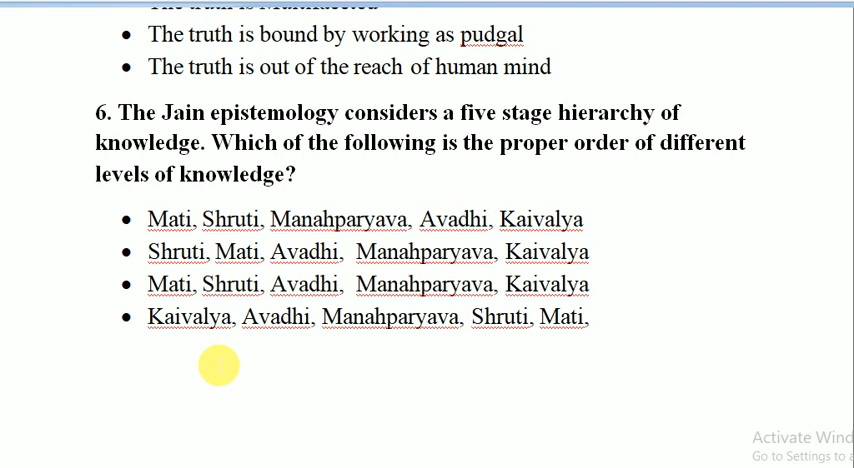 • The truth is bound by working as pudgal
• The truth is out of the reach of human mind
6. The Jain epistemology considers a five stage hierarchy of
knowledge. Which of the following is the proper order of different
levels of knowledge?
• Mati, Shruti, Manahparyava, Avadhi, Kaivalya
• Shruti, Mati, Avadhi, Manahparyava, Kaivalya
• Mati, Shruti, Avadhi, Manahparyava, Kaivalya
• Kaivalya, Avadhi, Manahparyava, Shruti, Mati,
Activate Wind
Go to Settings to a